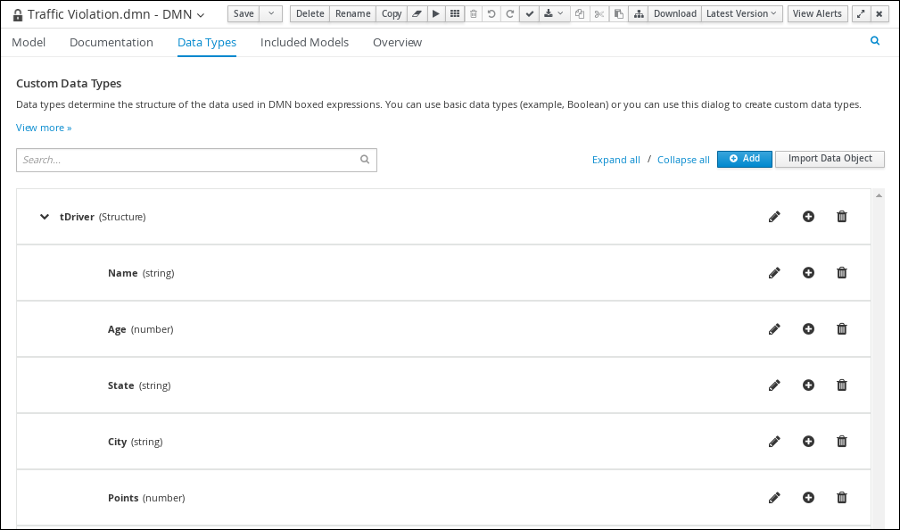 Traffic Violation.dmn - DMN
Save Delete Rename Copy Download Latest Version View Alerts
Model Documentation Data Types Included Models Overview
Custom Data Types
Data types determine the structure of the data used in DMN boxed expressions. You can use basic data types (example, Boolean) or you can use this dialog to create custom data types.
View more »
Search... Expand all / Collapse all Add Import Data Object
tDriver (Structure)
Name (string)
Age (number)
State (string)
City (string)
Points (number)